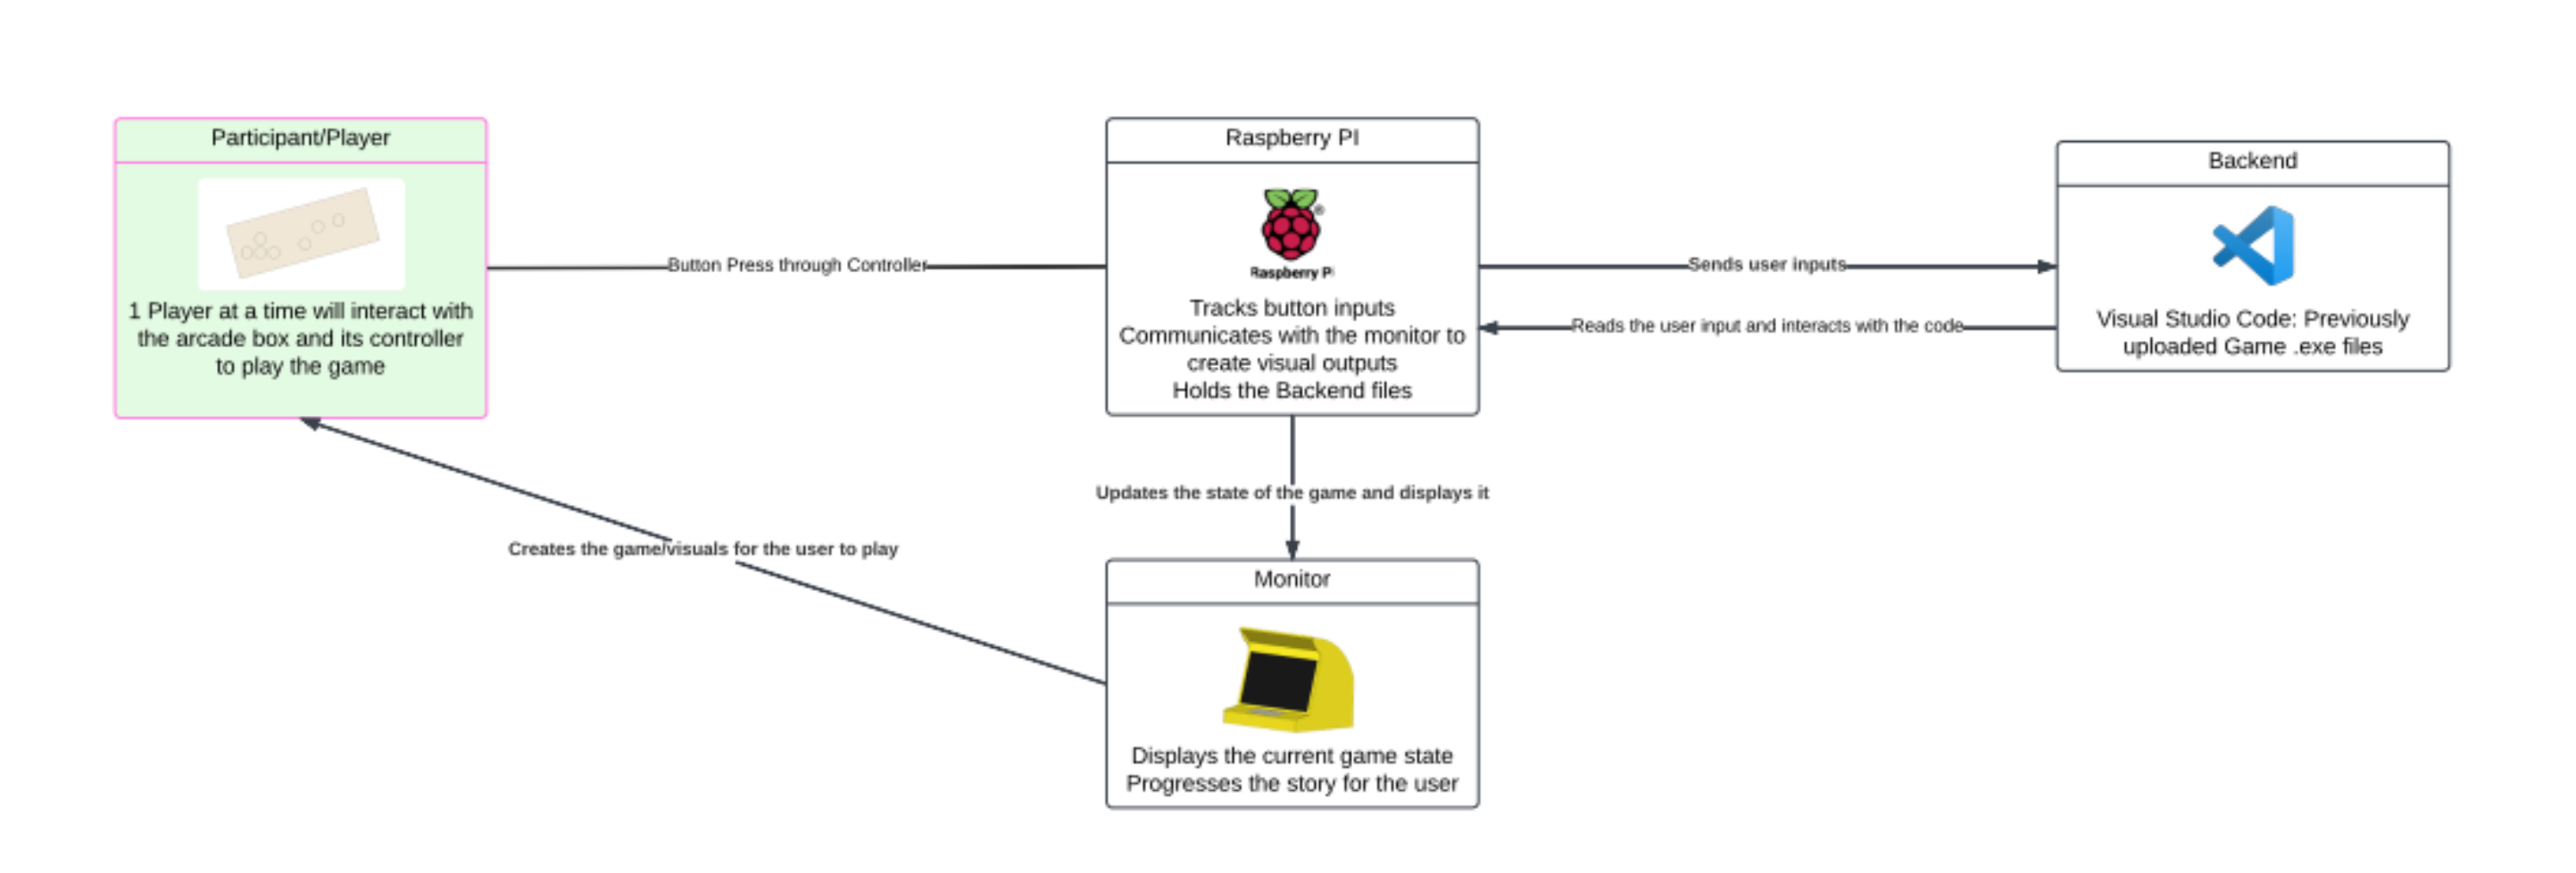 Participant/Player
1 Player at a time will interact with
the arcade box and its controller
to play the game
Button Press through Controller
Raspberry PI
Raspberry Pi
Tracks button inputs
Communicates with the monitor to
create visual outputs
Holds the Backend files
Sends user inputs
Reads the user input and interacts with the code
Backend
Visual Studio Code: Previously
uploaded Game .exe files
Updates the state of the game and displays it
Creates the game/visuals for the user to play
Monitor
Displays the current game state
Progresses the story for the user